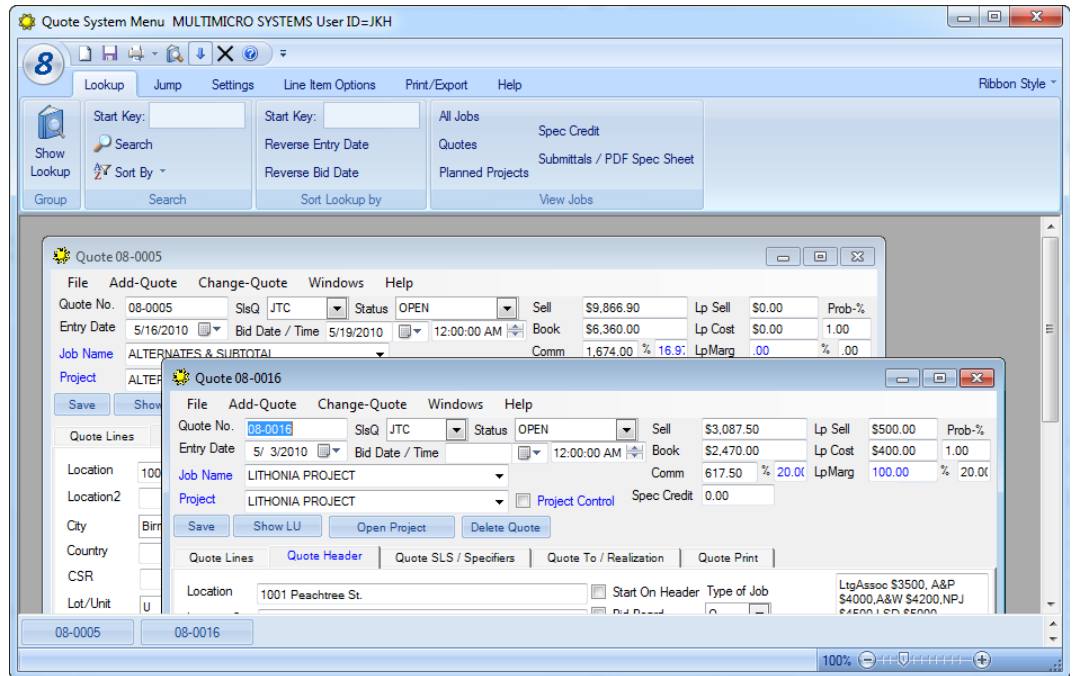 Quote System Menu MULTIMICRO SYSTEMS User ID=JKH
8
Lookup Jump Settings Line Item Options Print/Export Help Ribbon Style
Show Lookup
Group
Start Key:
Search
Sort By
Search
Start Key:
Reverse Entry Date
Reverse Bid Date
Sort Lookup by
All Jobs
Quotes
Planned Projects
Spec Credit
Submittals / PDF Spec Sheet
View Jobs
Quote 08-0005
File Add-Quote Change-Quote Windows Help
Quote No. 08-0005 SlsQ JTC Status OPEN Sell $9,866.90 Lp Sell $0.00 Prob-%
Entry Date 5/16/2010 Bid Date / Time 5/19/2010 12:00:00 AM Book $6,360.00 Lp Cost $0.00 1.00
Job Name ALTERNATES & SUBTOTAL Comm 1,674.00 % 16.97 LpMarg .00 % .00
Project
Save
Quote Lines
Location 100
Location2
City
Country
CSR
Lot/Unit U
Quote 08-0016
File Add-Quote Change-Quote Windows Help
Quote No. 08-0016 SlsQ JTC Status OPEN Sell $3,087.50 Lp Sell $500.00 Prob-%
Entry Date 5/ 3/2010 Bid Date / Time 12:00:00 AM Book $2,470.00 Lp Cost $400.00 1.00
Job Name LITHONIA PROJECT Comm 617.50 % 20.00 LpMarg 100.00 % 20.00
Project LITHONIA PROJECT Project Control Spec Credit 0.00
Save Show LU Open Project Delete Quote
Quote Lines Quote Header Quote SLS / Specifiers Quote To / Realization Quote Print
Location 1001 Peachtree St. Start On Header Type of Job
LtgAssoc $3500, A&P
$4000,A&W $4200,NPJ
08-0005 08-0016
100%